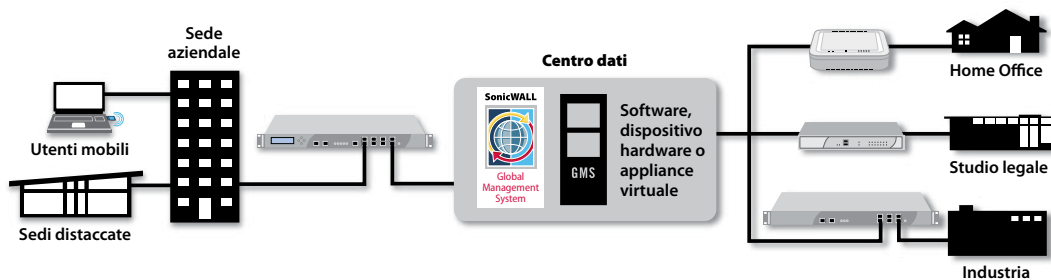 Sede
aziendale
Utenti mobili
Sedi distaccate
Centro dati
SonicWALL
Global
Management
System
GMS
Software,
dispositivo
hardware o
appliance
virtuale
Home Office
Studio legale
Industria